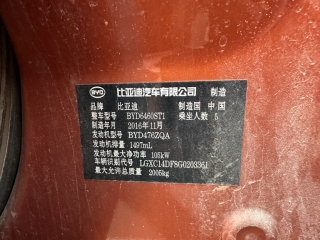 BYD 比亚迪汽车有限公司 制造
品牌 比亚迪 制造国 中国
整车型号 BYD6460ST1 乘坐人数 5
制造年月 2016年11月
发动机型号 BYD476ZQA
发动机排量 1497mL
发动机最大净功率 105kW
车辆识别代号 LGXC14DF8G0203361
最大允许总质量 2005kg